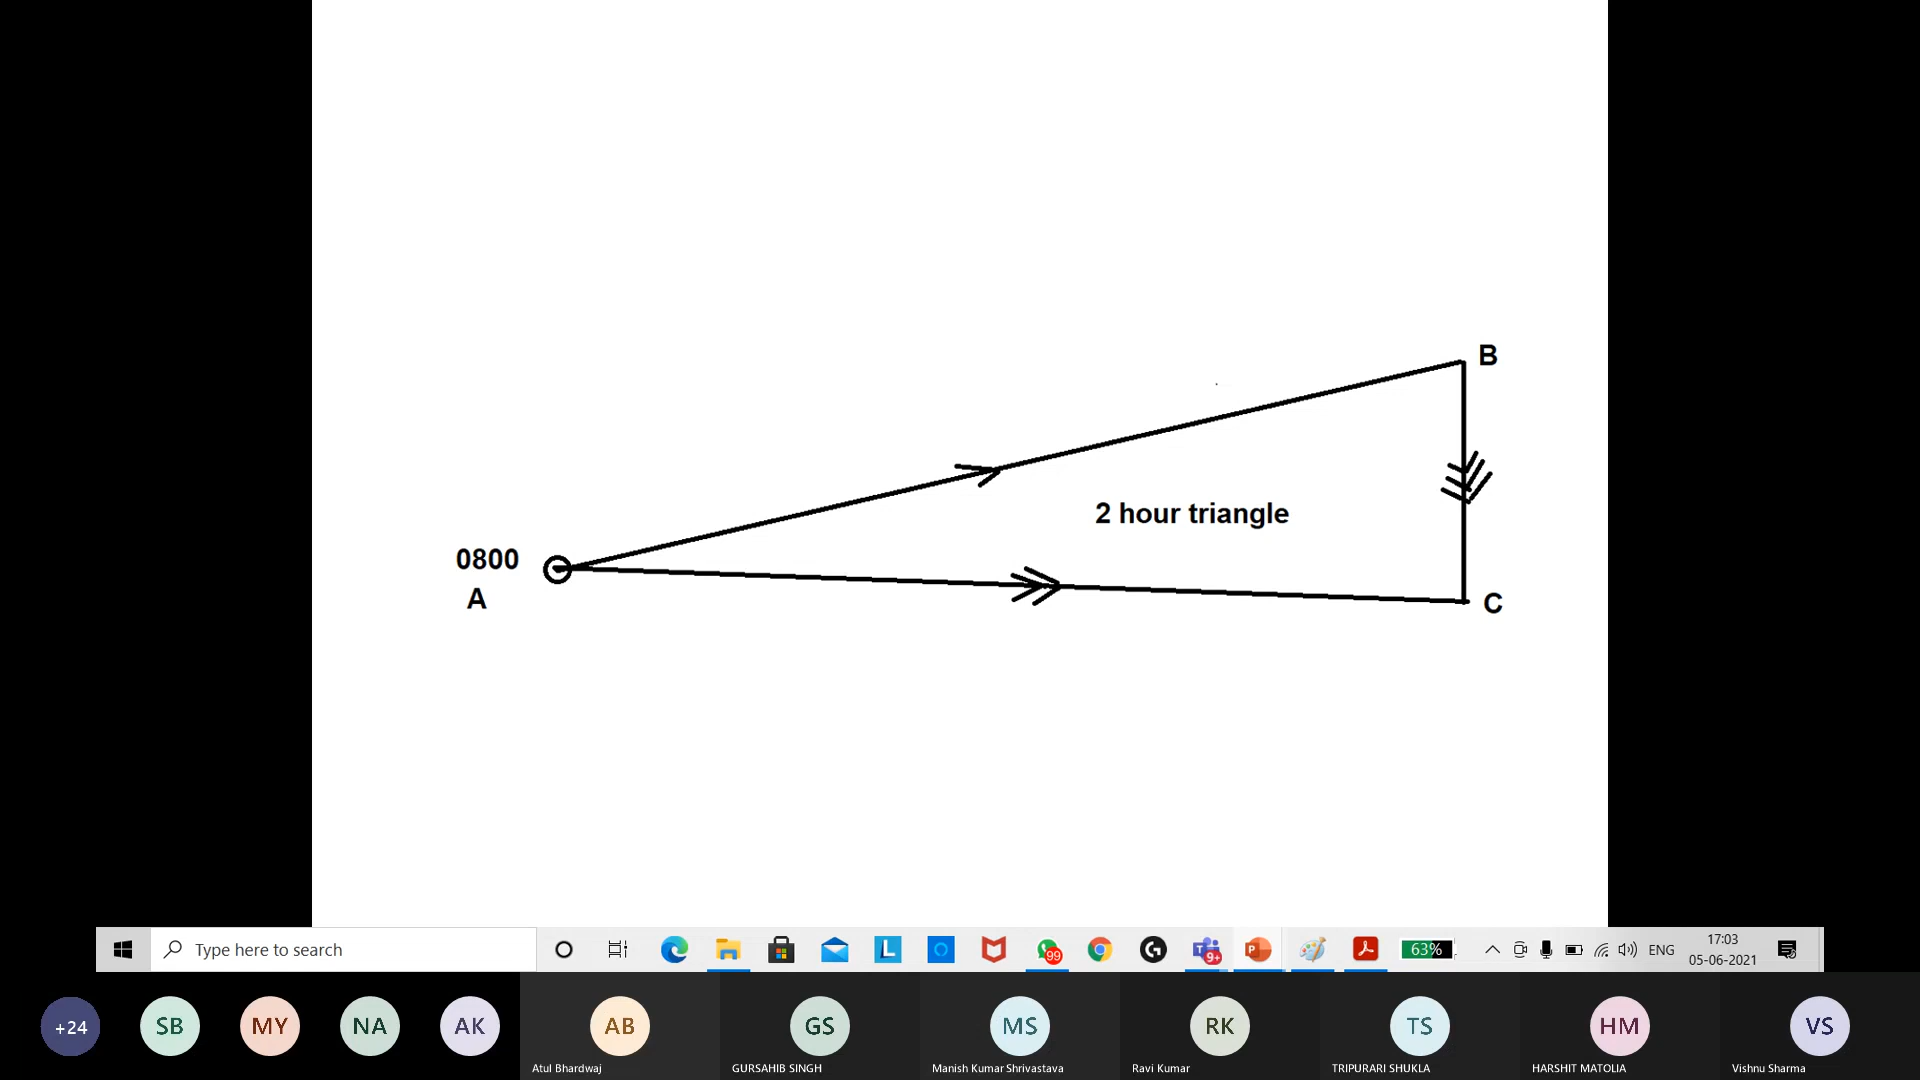 B
2 hour triangle
0800
A
C
Type here to search
L
99
9+
P
63%
ENG
17:03
05-06-2021
+24
SB
MY
NA
AK
AB
GS
MS
RK
TS
HM
VS
Atul Bhardwaj
GURSAHIB SINGH
Manish Kumar Shrivastava
Ravi Kumar
TRIPURARI SHUKLA
HARSHIT MATOLIA
Vishnu Sharma